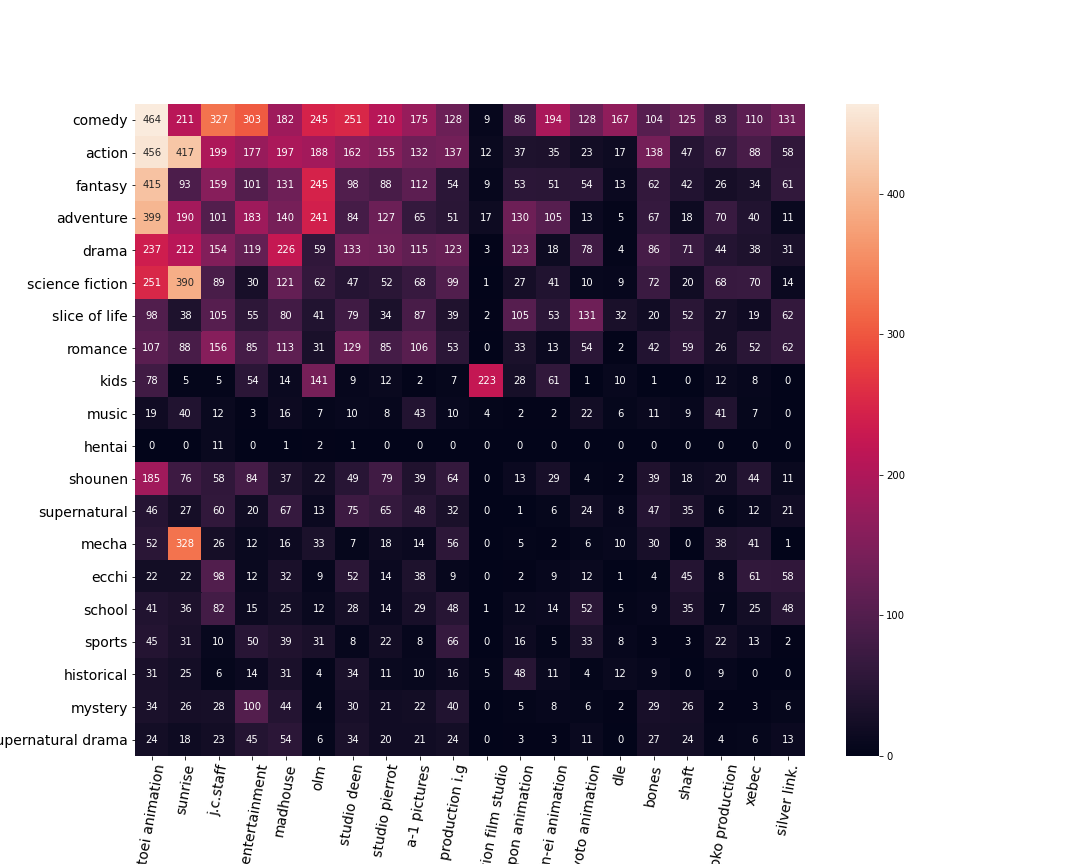 comedy 464 211 327 303 182 245 251 210 175 128 9 86 194 128 167 104 125 83 110 131
action 456 417 199 177 197 188 162 155 132 137 12 37 35 23 17 138 47 67 88 58
fantasy 415 93 159 101 131 245 98 88 112 54 9 53 51 54 13 62 42 26 34 61
adventure 399 190 101 183 140 241 84 127 65 51 17 130 105 13 5 67 18 70 40 11
drama 237 212 154 119 226 59 133 130 115 123 3 123 18 78 4 86 71 44 38 31
science fiction 251 390 89 30 121 62 47 52 68 99 1 27 41 10 9 72 20 68 70 14
slice of life 98 38 105 55 80 41 79 34 87 39 2 105 53 131 32 20 52 27 19 62
romance 107 88 156 85 113 31 129 85 106 53 0 33 13 54 2 42 59 26 52 62
kids 78 5 5 54 14 141 9 12 2 7 223 28 61 1 10 1 0 12 8 0
music 19 40 12 3 16 7 10 8 43 10 4 2 2 22 6 11 9 41 7 0
hentai 0 0 11 0 1 2 1 0 0 0 0 0 0 0 0 0 0 0 0 0
shounen 185 76 58 84 37 22 49 79 39 64 0 13 29 4 2 39 18 20 44 11
supernatural 46 27 60 20 67 13 75 65 48 32 0 1 6 24 8 47 35 6 12 21
mecha 52 328 26 12 16 33 7 18 14 56 0 5 2 6 10 30 0 38 41 1
ecchi 22 22 98 12 32 9 52 14 38 9 0 2 9 12 1 4 45 8 61 58
school 41 36 82 15 25 12 28 14 29 48 1 12 14 52 5 9 35 7 25 48
sports 45 31 10 50 39 31 8 22 8 66 0 16 5 33 8 3 3 22 13 2
historical 31 25 6 14 31 4 34 11 10 16 5 48 11 4 12 9 0 9 0 0
mystery 34 26 28 100 44 4 30 21 22 40 0 5 8 6 2 29 26 2 3 6
upernatural drama 24 18 23 45 54 6 34 20 21 24 0 3 3 11 0 27 24 4 6 13
toei animation
sunrise
j.c.staff
entertainment
madhouse
olm
studio deen
studio pierrot
a-1 pictures
production i.g
ion film studio
pon animation
n-ei animation
yoto animation
dle
bones
shaft
oko production
xebec
silver link.
400
300
200
100
0